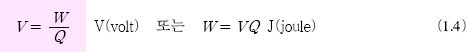 V = W/Q V(volt) 또는 W = VQ J(joule) (1.4)